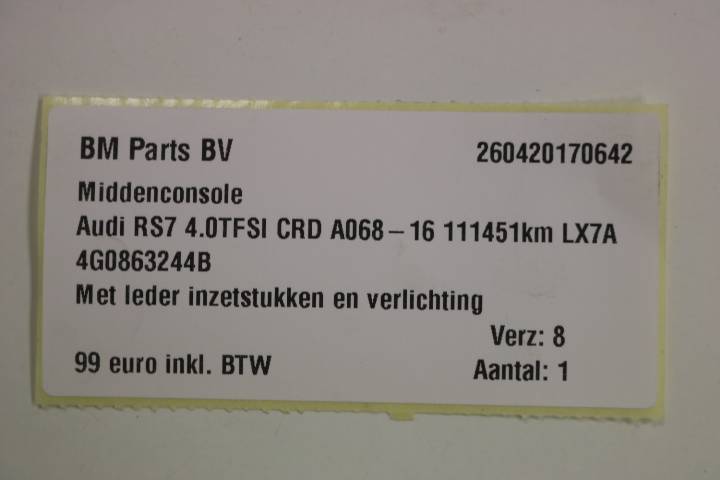 BM Parts BV 260420170642
Middenconsole
Audi RS7 4.0TFSI CRD A068-16 111451km LX7A
4G0863244B
Met leder inzetstukken en verlichting
Verz: 8
99 euro inkl. BTW Aantal: 1